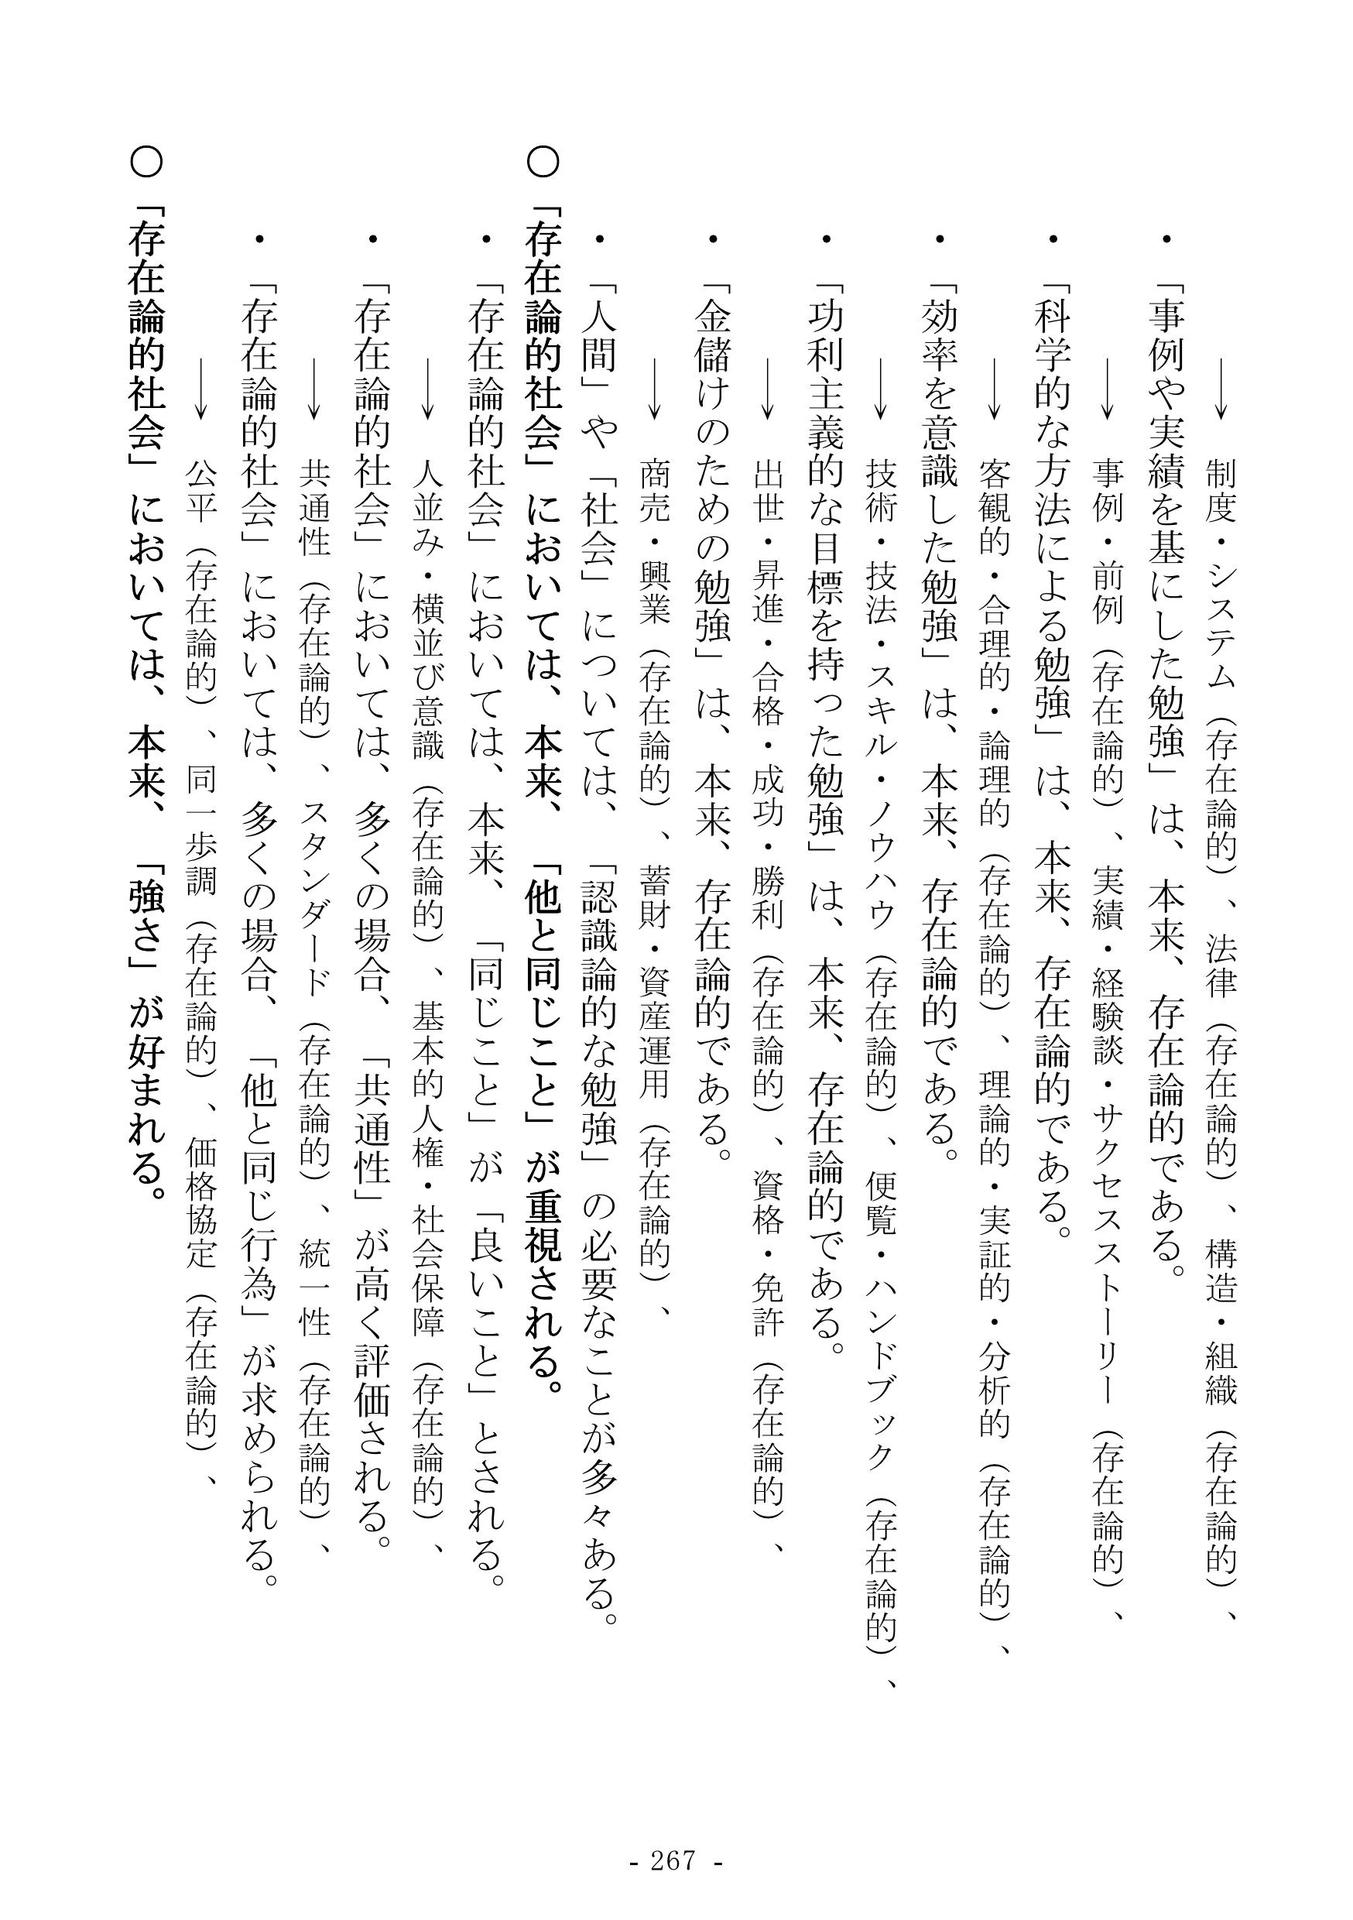 → 制度・システム（存在論的）、法律（存在論的）、構造・組織（存在論的）、
・「事例や実績を基にした勉強」は、本来、存在論的である。
→ 事例・前例（存在論的）、実績・経験談・サクセスストーリー（存在論的）、
・「科学的な方法による勉強」は、本来、存在論的である。
→ 客観的・合理的・論理的（存在論的）、理論的・実証的・分析的（存在論的）、
・「効率を意識した勉強」は、本来、存在論的である。
→ 技術・技法・スキル・ノウハウ（存在論的）、便覧・ハンドブック（存在論的）、
・「功利主義的な目標を持った勉強」は、本来、存在論的である。
→ 出世・昇進・合格・成功・勝利（存在論的）、資格・免許（存在論的）、
・「金儲けのための勉強」は、本来、存在論的である。
→ 商売・興業（存在論的）、蓄財・資産運用（存在論的）、
・「人間」や「社会」については、「認識論的な勉強」の必要なことが多々ある。
○「存在論的社会」においては、本来、「他と同じこと」が重視される。
・「存在論的社会」においては、本来、「同じこと」が「良いこと」とされる。
→ 人並み・横並び意識（存在論的）、基本的人権・社会保障（存在論的）、
・「存在論的社会」においては、多くの場合、「共通性」が高く評価される。
→ 共通性（存在論的）、スタンダード（存在論的）、統一性（存在論的）、
・「存在論的社会」においては、多くの場合、「他と同じ行為」が求められる。
→ 公平（存在論的）、同一歩調（存在論的）、価格協定（存在論的）、
○「存在論的社会」においては、本来、「強さ」が好まれる。
- 267 -